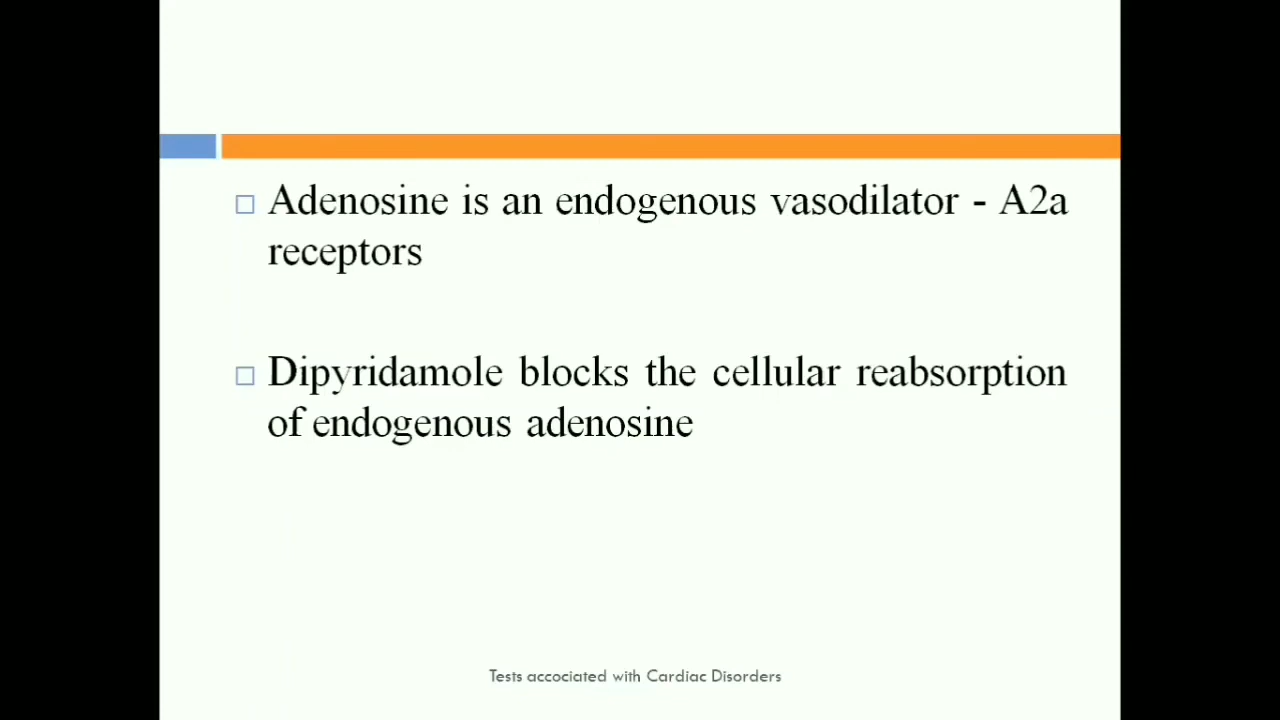 Adenosine is an endogenous vasodilator - A2a
receptors
Dipyridamole blocks the cellular reabsorption
of endogenous adenosine
Tests accociated with Cardiac Disorders